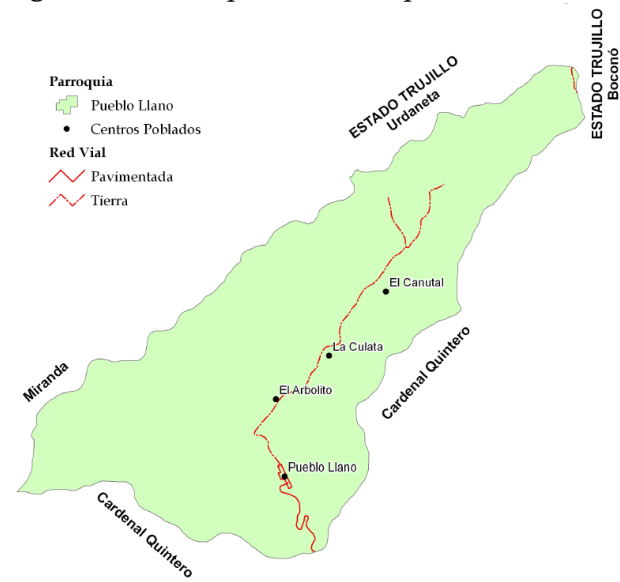 Parroquia
Pueblo Llano
Centros Poblados
Red Vial
Pavimentada
Tierra
ESTADO TRUJILLO
Urdaneta
ESTADO TRUJILLO
Boconó
El Canutal
La Culata
El Arbolito
Pueblo Llano
Miranda
Cardenal Quintero
Cardenal Quintero